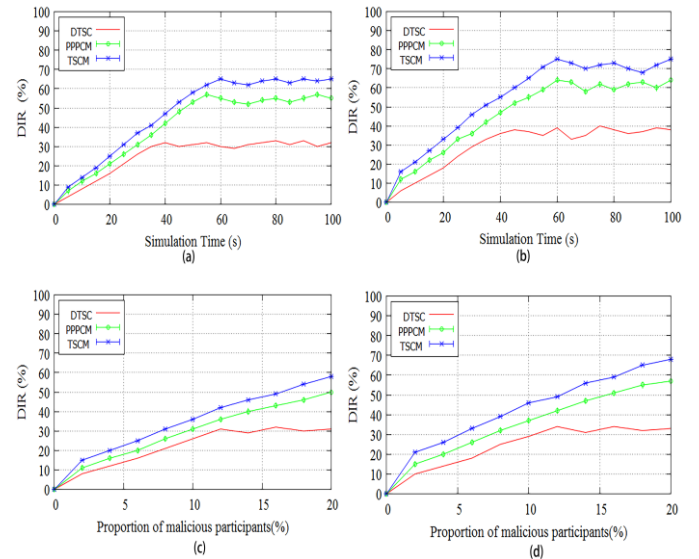 100
90
80
70
60
50
40
30
20
10
0
DIR (%)
DTSC
PPPCM
TSCM
0 20 40 60 80 100
Simulation Time (s)
(a)
100
90
80
70
60
50
40
30
20
10
0
DIR (%)
DTSC
PPPCM
TSCM
0 20 40 60 80 100
Simulation Time (s)
(b)
100
90
80
70
60
50
40
30
20
10
0
DIR (%)
DTSC
PPPCM
TSCM
0 5 10 15 20
Proportion of malicious participants(%)
(c)
100
90
80
70
60
50
40
30
20
10
0
DIR (%)
DTSC
PPPCM
TSCM
0 5 10 15 20
Proportion of malicious participants(%)
(d)